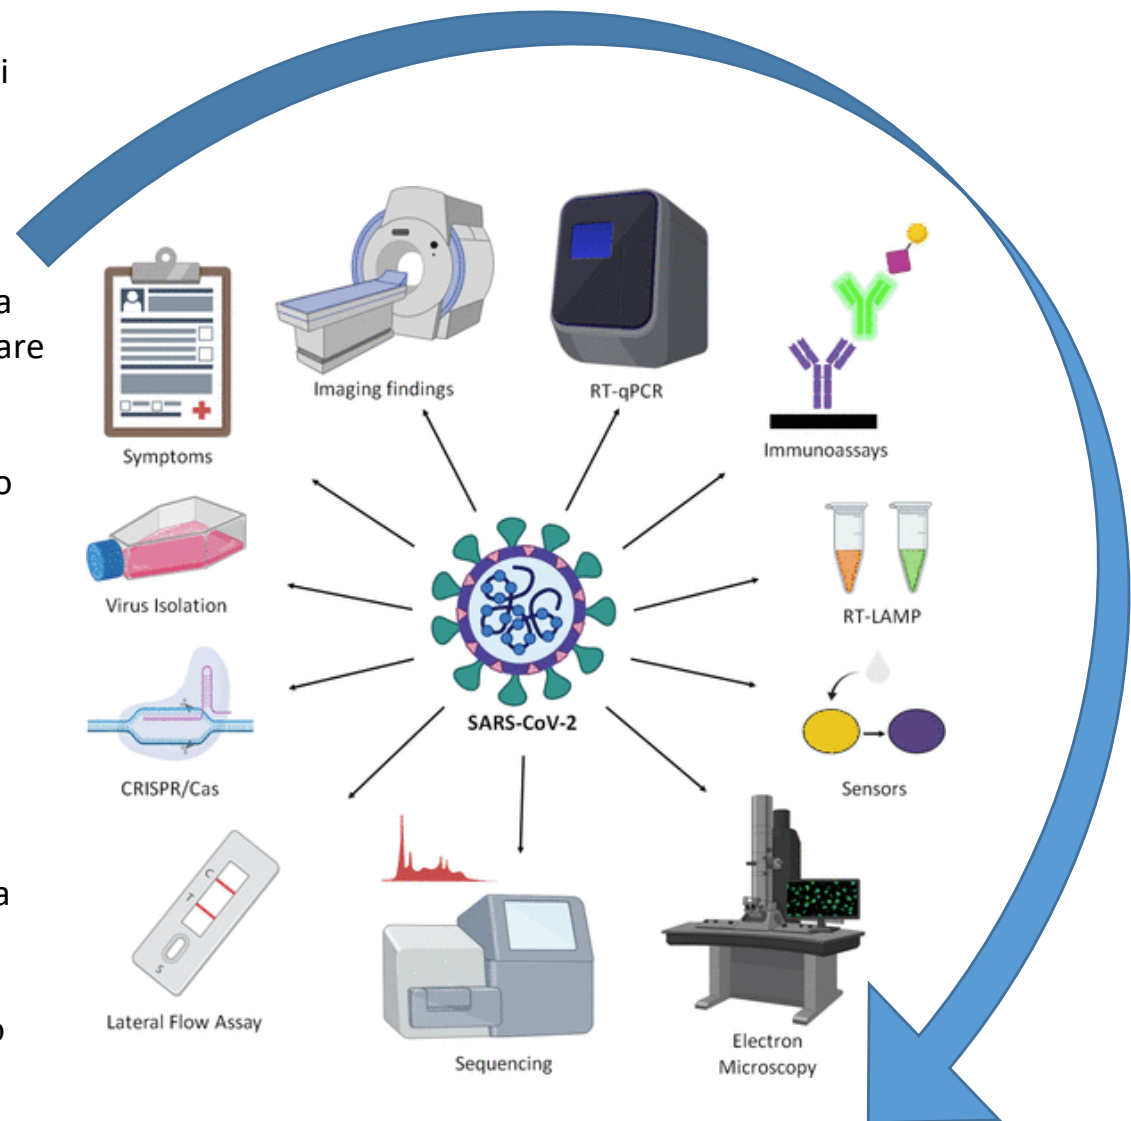 i
a
are
o
a
o
Imaging findings
RT-qPCR
Symptoms
Immunoassays
Virus Isolation
RT-LAMP
SARS-CoV-2
CRISPR/Cas
Sensors
C
T
S
Lateral Flow Assay
Sequencing
Electron
Microscopy